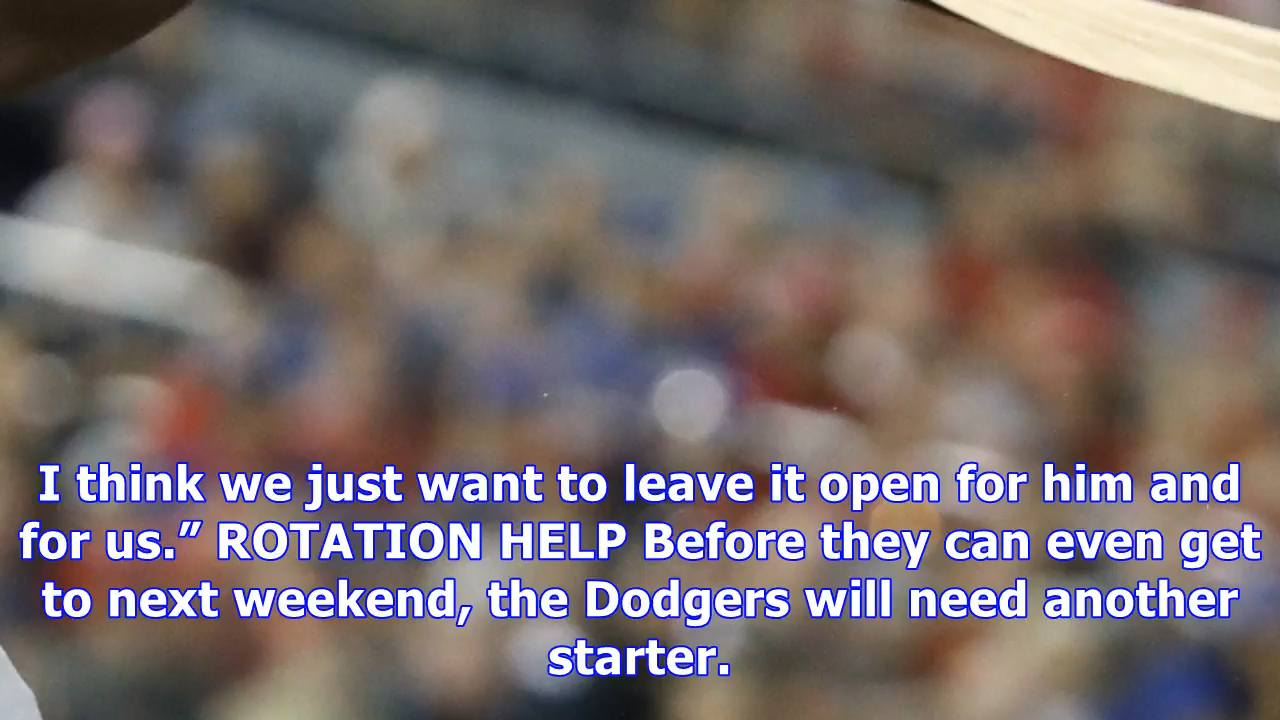 I think we just want to leave it open for him and
for us.” ROTATION HELP Before they can even get
to next weekend, the Dodgers will need another
starter.